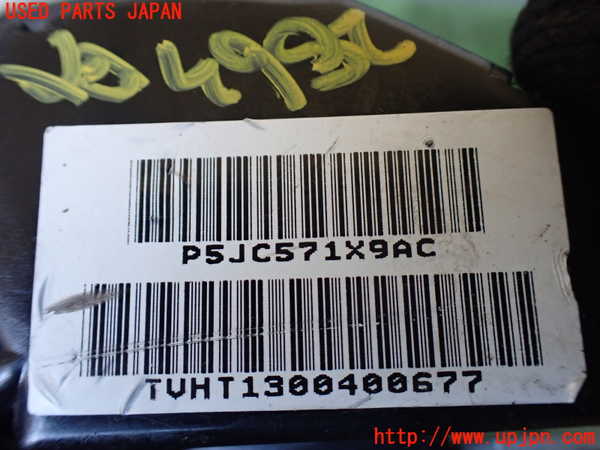 USED PARTS JAPAN
P5JC571X9AC
TVHT1300400677
http://www.upjpn.com